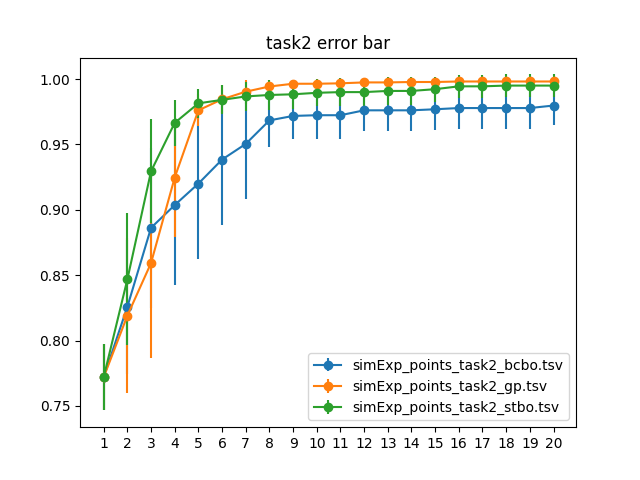 task2 error bar
1.00
0.95
0.90
0.85
0.80
0.75
simExp_points_task2_bcbo.tsv
simExp_points_task2_gp.tsv
simExp_points_task2_stbo.tsv
1 2 3 4 5 6 7 8 9 10 11 12 13 14 15 16 17 18 19 20